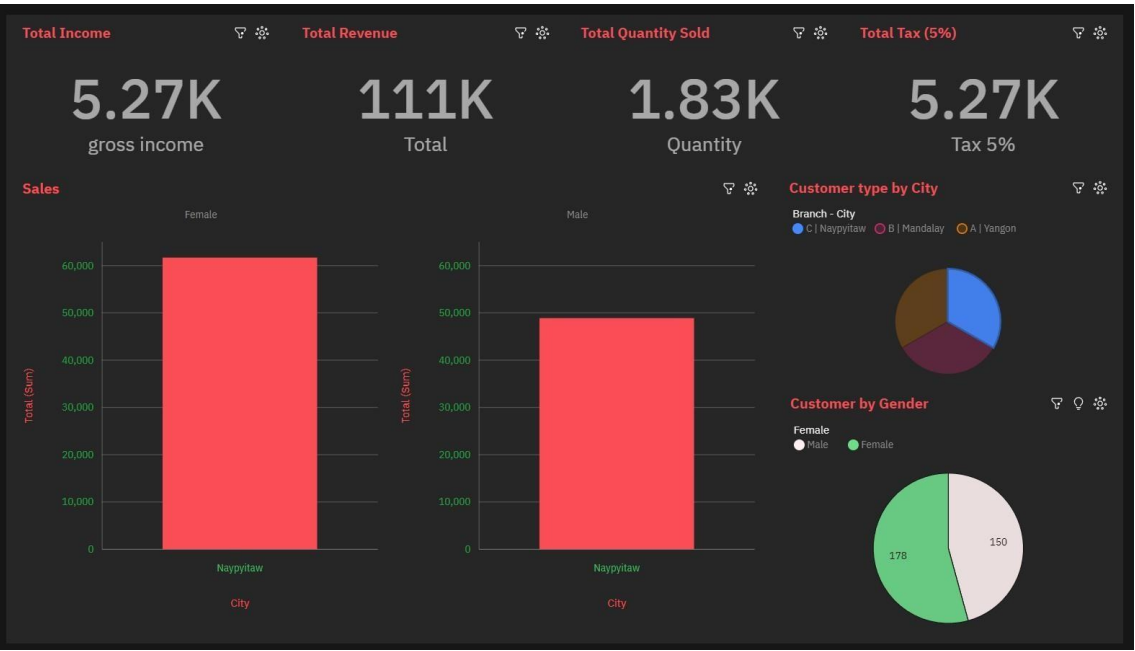 Total Income
Total Revenue
Total Quantity Sold
Total Tax (5%)
5.27K
111K
1.83K
5.27K
gross income
Total
Quantity
Tax 5%
Sales
Female
Male
Total (Sum)
60,000
50,000
40,000
30,000
20,000
10,000
0
Naypyitaw
City
Total (Sum)
60,000
50,000
40,000
30,000
20,000
10,000
0
Naypyitaw
City
Customer type by City
Branch - City
C | Naypyitaw B | Mandalay A | Yangon
Customer by Gender
Female
Male Female
178
150